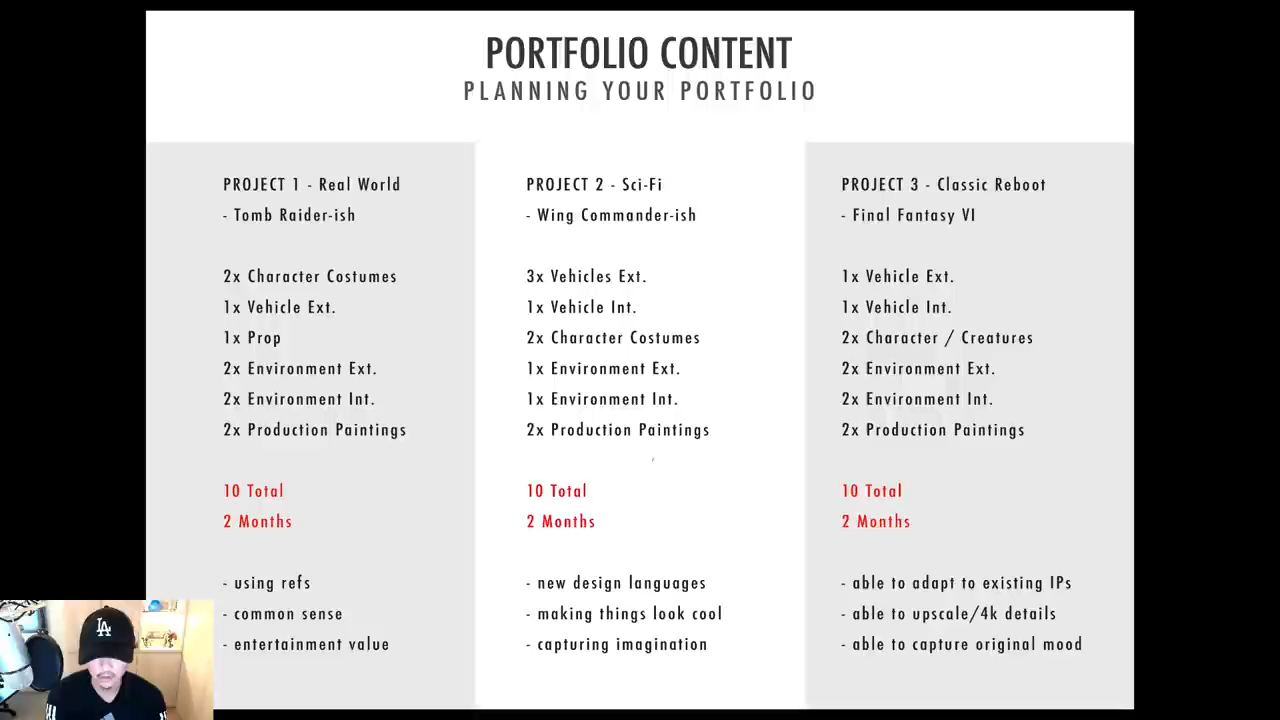 PORTFOLIO CONTENT
PLANNING YOUR PORTFOLIO
PROJECT 1 - Real World
- Tomb Raider-ish
2x Character Costumes
1x Vehicle Ext.
1x Prop
2x Environment Ext.
2x Environment Int.
2x Production Paintings
10 Total
2 Months
- using refs
- common sense
- entertainment value
PROJECT 2 - Sci-Fi
- Wing Commander-ish
3x Vehicles Ext.
1x Vehicle Int.
2x Character Costumes
1x Environment Ext.
1x Environment Int.
2x Production Paintings
10 Total
2 Months
- new design languages
- making things look cool
- capturing imagination
PROJECT 3 - Classic Reboot
- Final Fantasy VI
1x Vehicle Ext.
1x Vehicle Int.
2x Character / Creatures
2x Environment Ext.
2x Environment Int.
2x Production Paintings
10 Total
2 Months
- able to adapt to existing IPs
- able to upscale/4k details
- able to capture original mood
LA